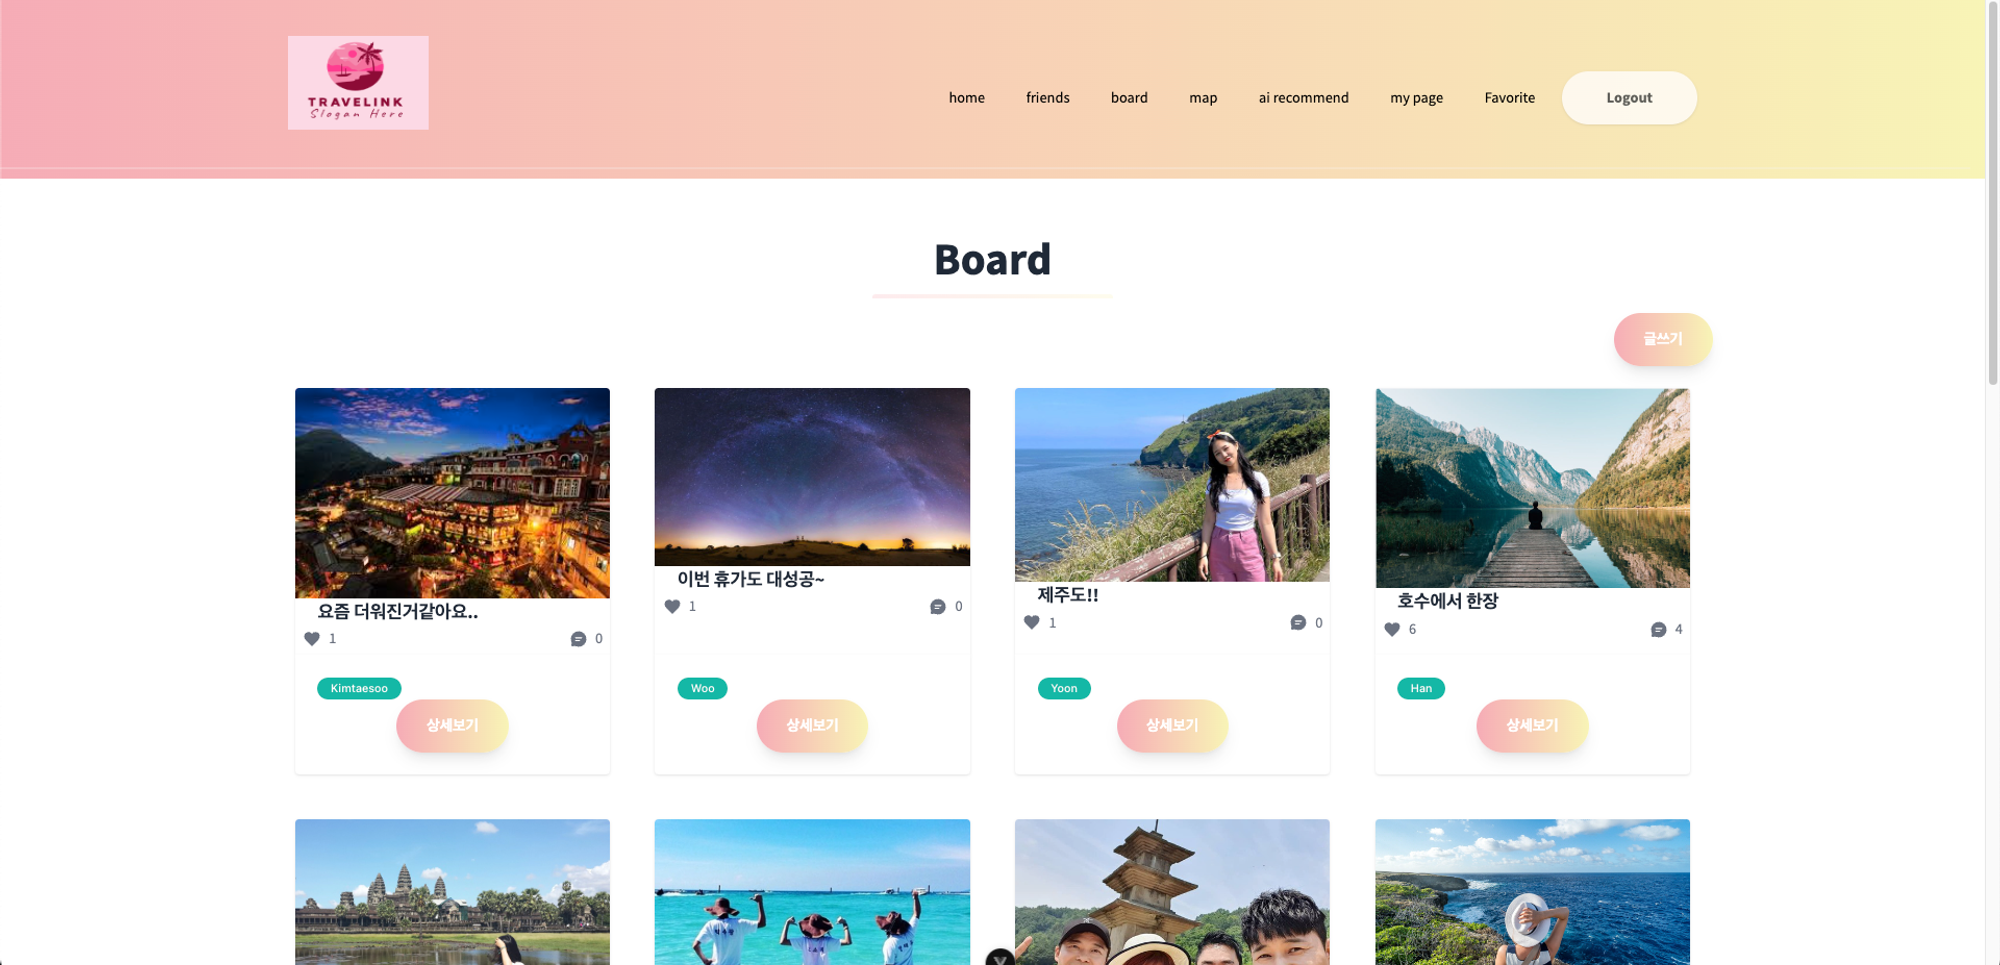 TRAVELINK
Slogan Here
home
friends
board
map
ai recommend
my page
Favorite
Logout
Board
글쓰기
요즘 더워진거같아요..
1
0
Kimtaesoo
상세보기
이번 휴가도 대성공~
1
0
Woo
상세보기
제주도!!
1
0
Yoon
상세보기
호수에서 한장
6
4
Han
상세보기